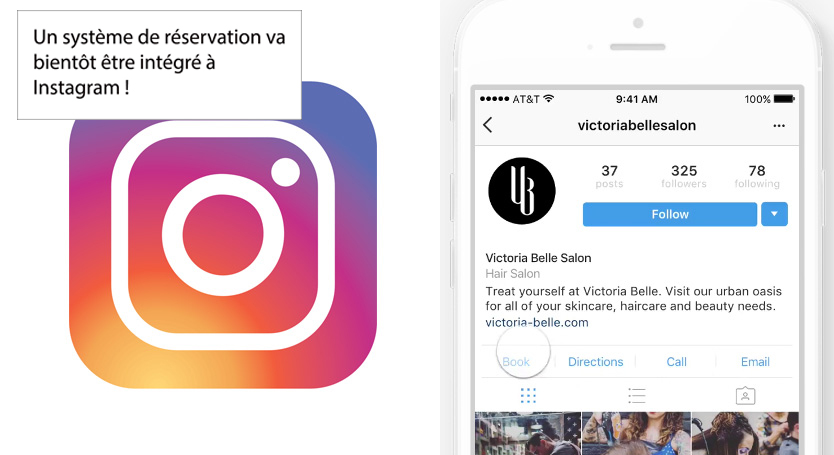 Un système de réservation va
bientôt être intégré à
Instagram !
AT&T 9:41 AM 100%
victoriabellesalon
37 325 78
posts followers following
Follow
Victoria Belle Salon
Hair Salon
Treat yourself at Victoria Belle. Visit our urban oasis
for all of your skincare, haircare and beauty needs.
victoria-belle.com
Book Directions Call Email